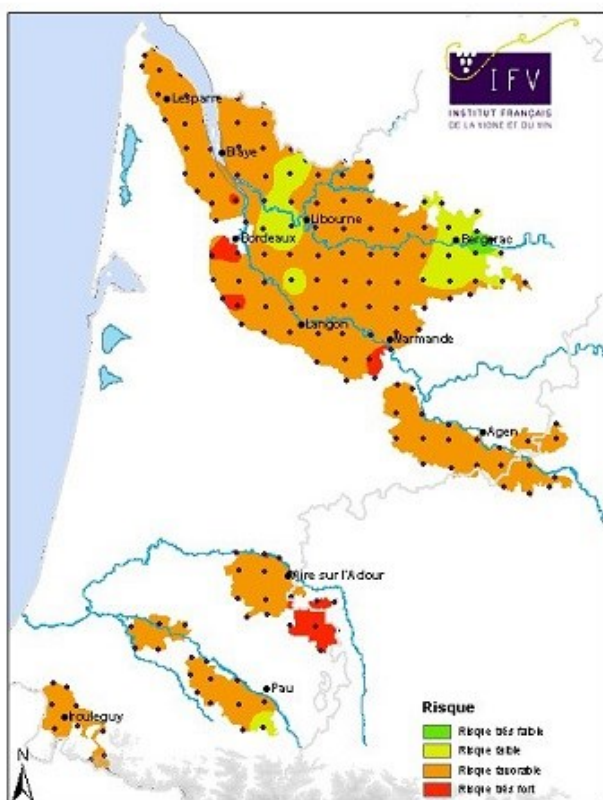 IFV
INSTITUT FRANÇAIS
DE LA VIGNE ET DU VIN
Lesparre
Blaye
Libourne
Bordeaux
Bergerac
Langon
Marmande
Agen
Aire sur l'Adour
Pau
Irouleguy
N
Risque
Risque très faible
Risque faible
Risque favorable
Risque très fort